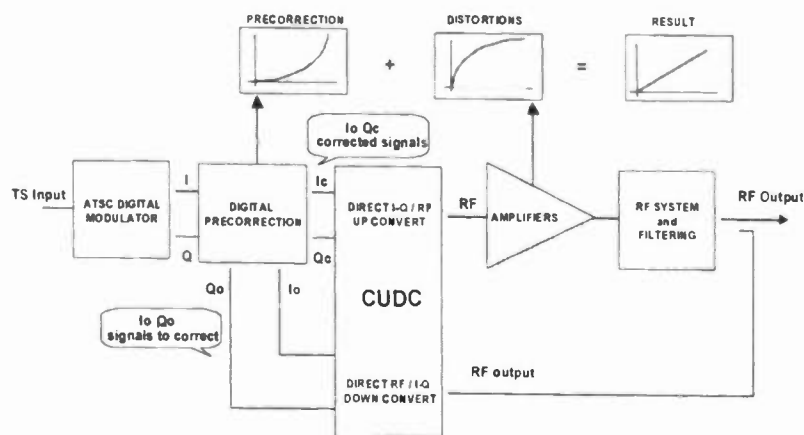 PRECORRECTION
DISTORTIONS
RESULT
+
=
Io Qc
corrected signals
TS Input
ATSC DIGITAL
MODULATOR
I
Q
DIGITAL
PRECORRECTION
Ic
Qc
DIRECT I-Q / RF
UP CONVERT
RF
AMPLIFIERS
RF SYSTEM
and
FILTERING
RF Output
Qo
Io
CUDC
Io Qo
signals to correct
DIRECT RF / I-Q
DOWN CONVERT
RF output